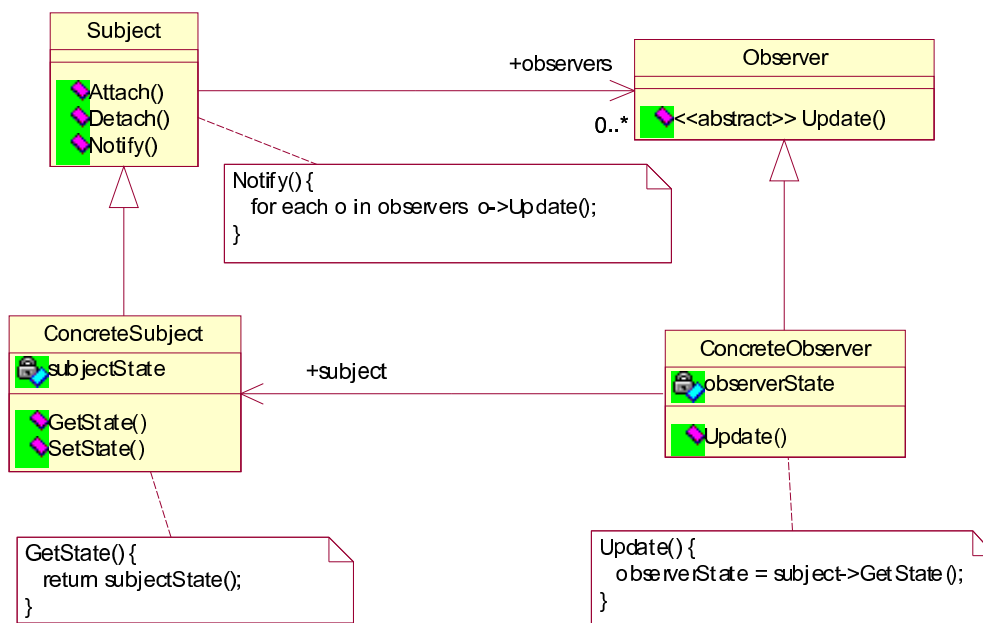 Subject
Attach()
Detach()
Notify()
+observers
0..*
Observer
<<abstract>> Update()
Notify() {
for each o in observers o->Update();
}
ConcreteSubject
subjectState
GetState()
SetState()
+subject
ConcreteObserver
observerState
Update()
GetState() {
return subjectState();
}
Update() {
observerState = subject->GetState();
}